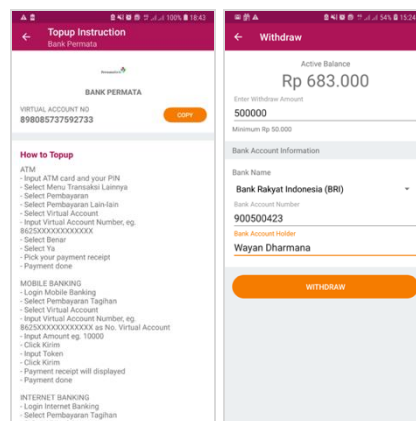 100% 18:43
Topup Instruction
Bank Permata
BANK PERMATA
VIRTUAL ACCOUNT NO
898085737592733
COPY
How to Topup
ATM
- Input ATM card and your PIN
- Select Menu Transaksi Lainnya
- Select Pembayaran
- Select Pembayaran Lain-lain
- Select Virtual Account
- Input Virtual Account Number, eg.
8625XXXXXXXXXXXX
- Select Benar
- Select Ya
- Pick your payment receipt
- Payment done
MOBILE BANKING
- Login Mobile Banking
- Select Pembayaran Tagihan
- Select Virtual Account
- Input Virtual Account Number, eg.
8625XXXXXXXXXXXX as No. Virtual Account
- Input Amount eg. 10000
- Click Kirim
- Input Token
- Click Kirim
- Payment receipt will displayed
- Payment done
INTERNET BANKING
- Login Internet Banking
- Select Pembayaran Tagihan
54% 15:24
Withdraw
Active Balance
Rp 683.000
Enter Withdraw Amount
500000
Minimum Rp 50.000
Bank Account Information
Bank Name
Bank Rakyat Indonesia (BRI)
Bank Account Number
900500423
Bank Account Holder
Wayan Dharmana
WITHDRAW